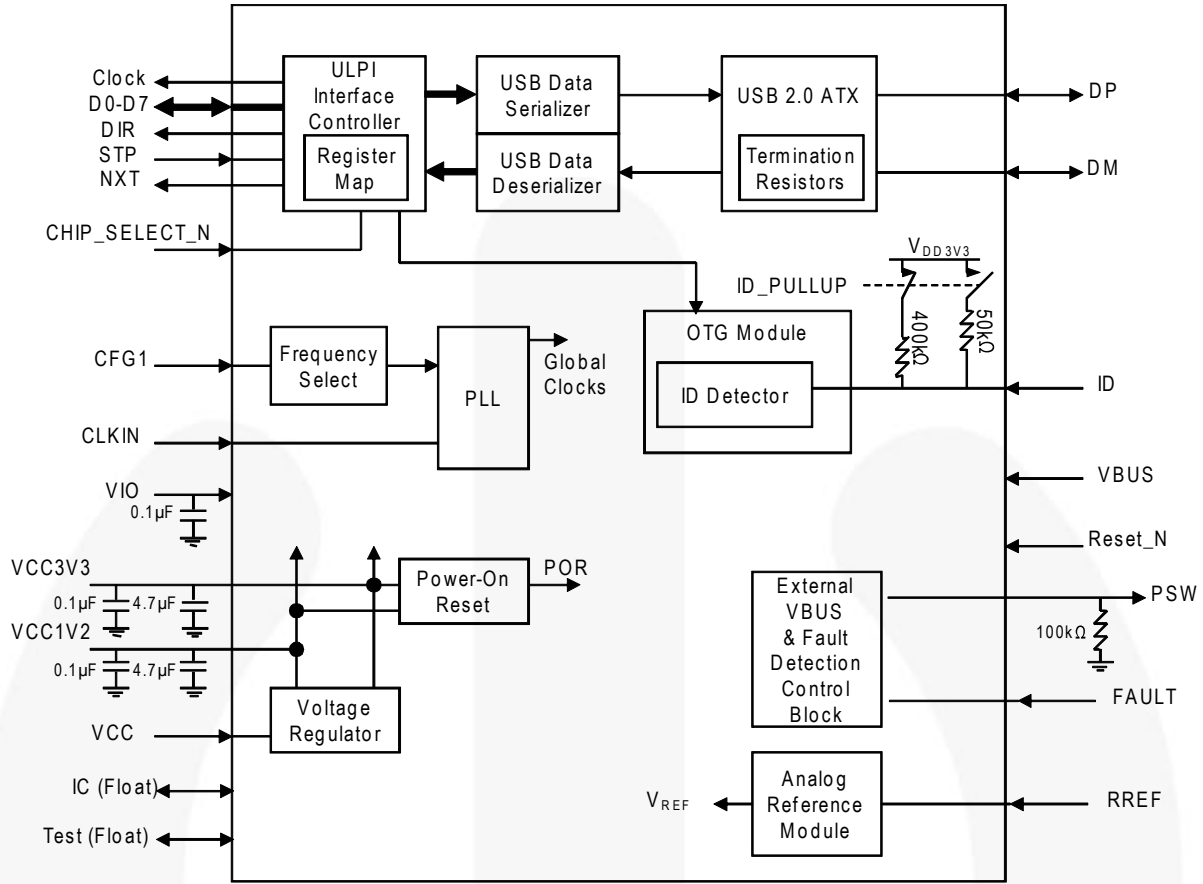 Clock
D0-D7
DIR
STP
NXT
CHIP_SELECT_N
CFG1
CLKIN
VIO
0.1µF
VCC3V3
0.1µF
4.7µF
VCC1V2
0.1µF
4.7µF
VCC
IC (Float)
Test (Float)
ULPI
Interface
Controller
Register
Map
USB Data
Serializer
USB Data
Deserializer
USB 2.0 ATX
Termination
Resistors
DP
DM
VDD3V3
ID_PULLUP
400kΩ
50kΩ
OTG Module
ID Detector
ID
Frequency
Select
PLL
Global
Clocks
VBUS
Reset_N
Power-On
Reset
POR
Voltage
Regulator
External
VBUS
& Fault
Detection
Control
Block
PSW
100kΩ
FAULT
VREF
Analog
Reference
Module
RREF